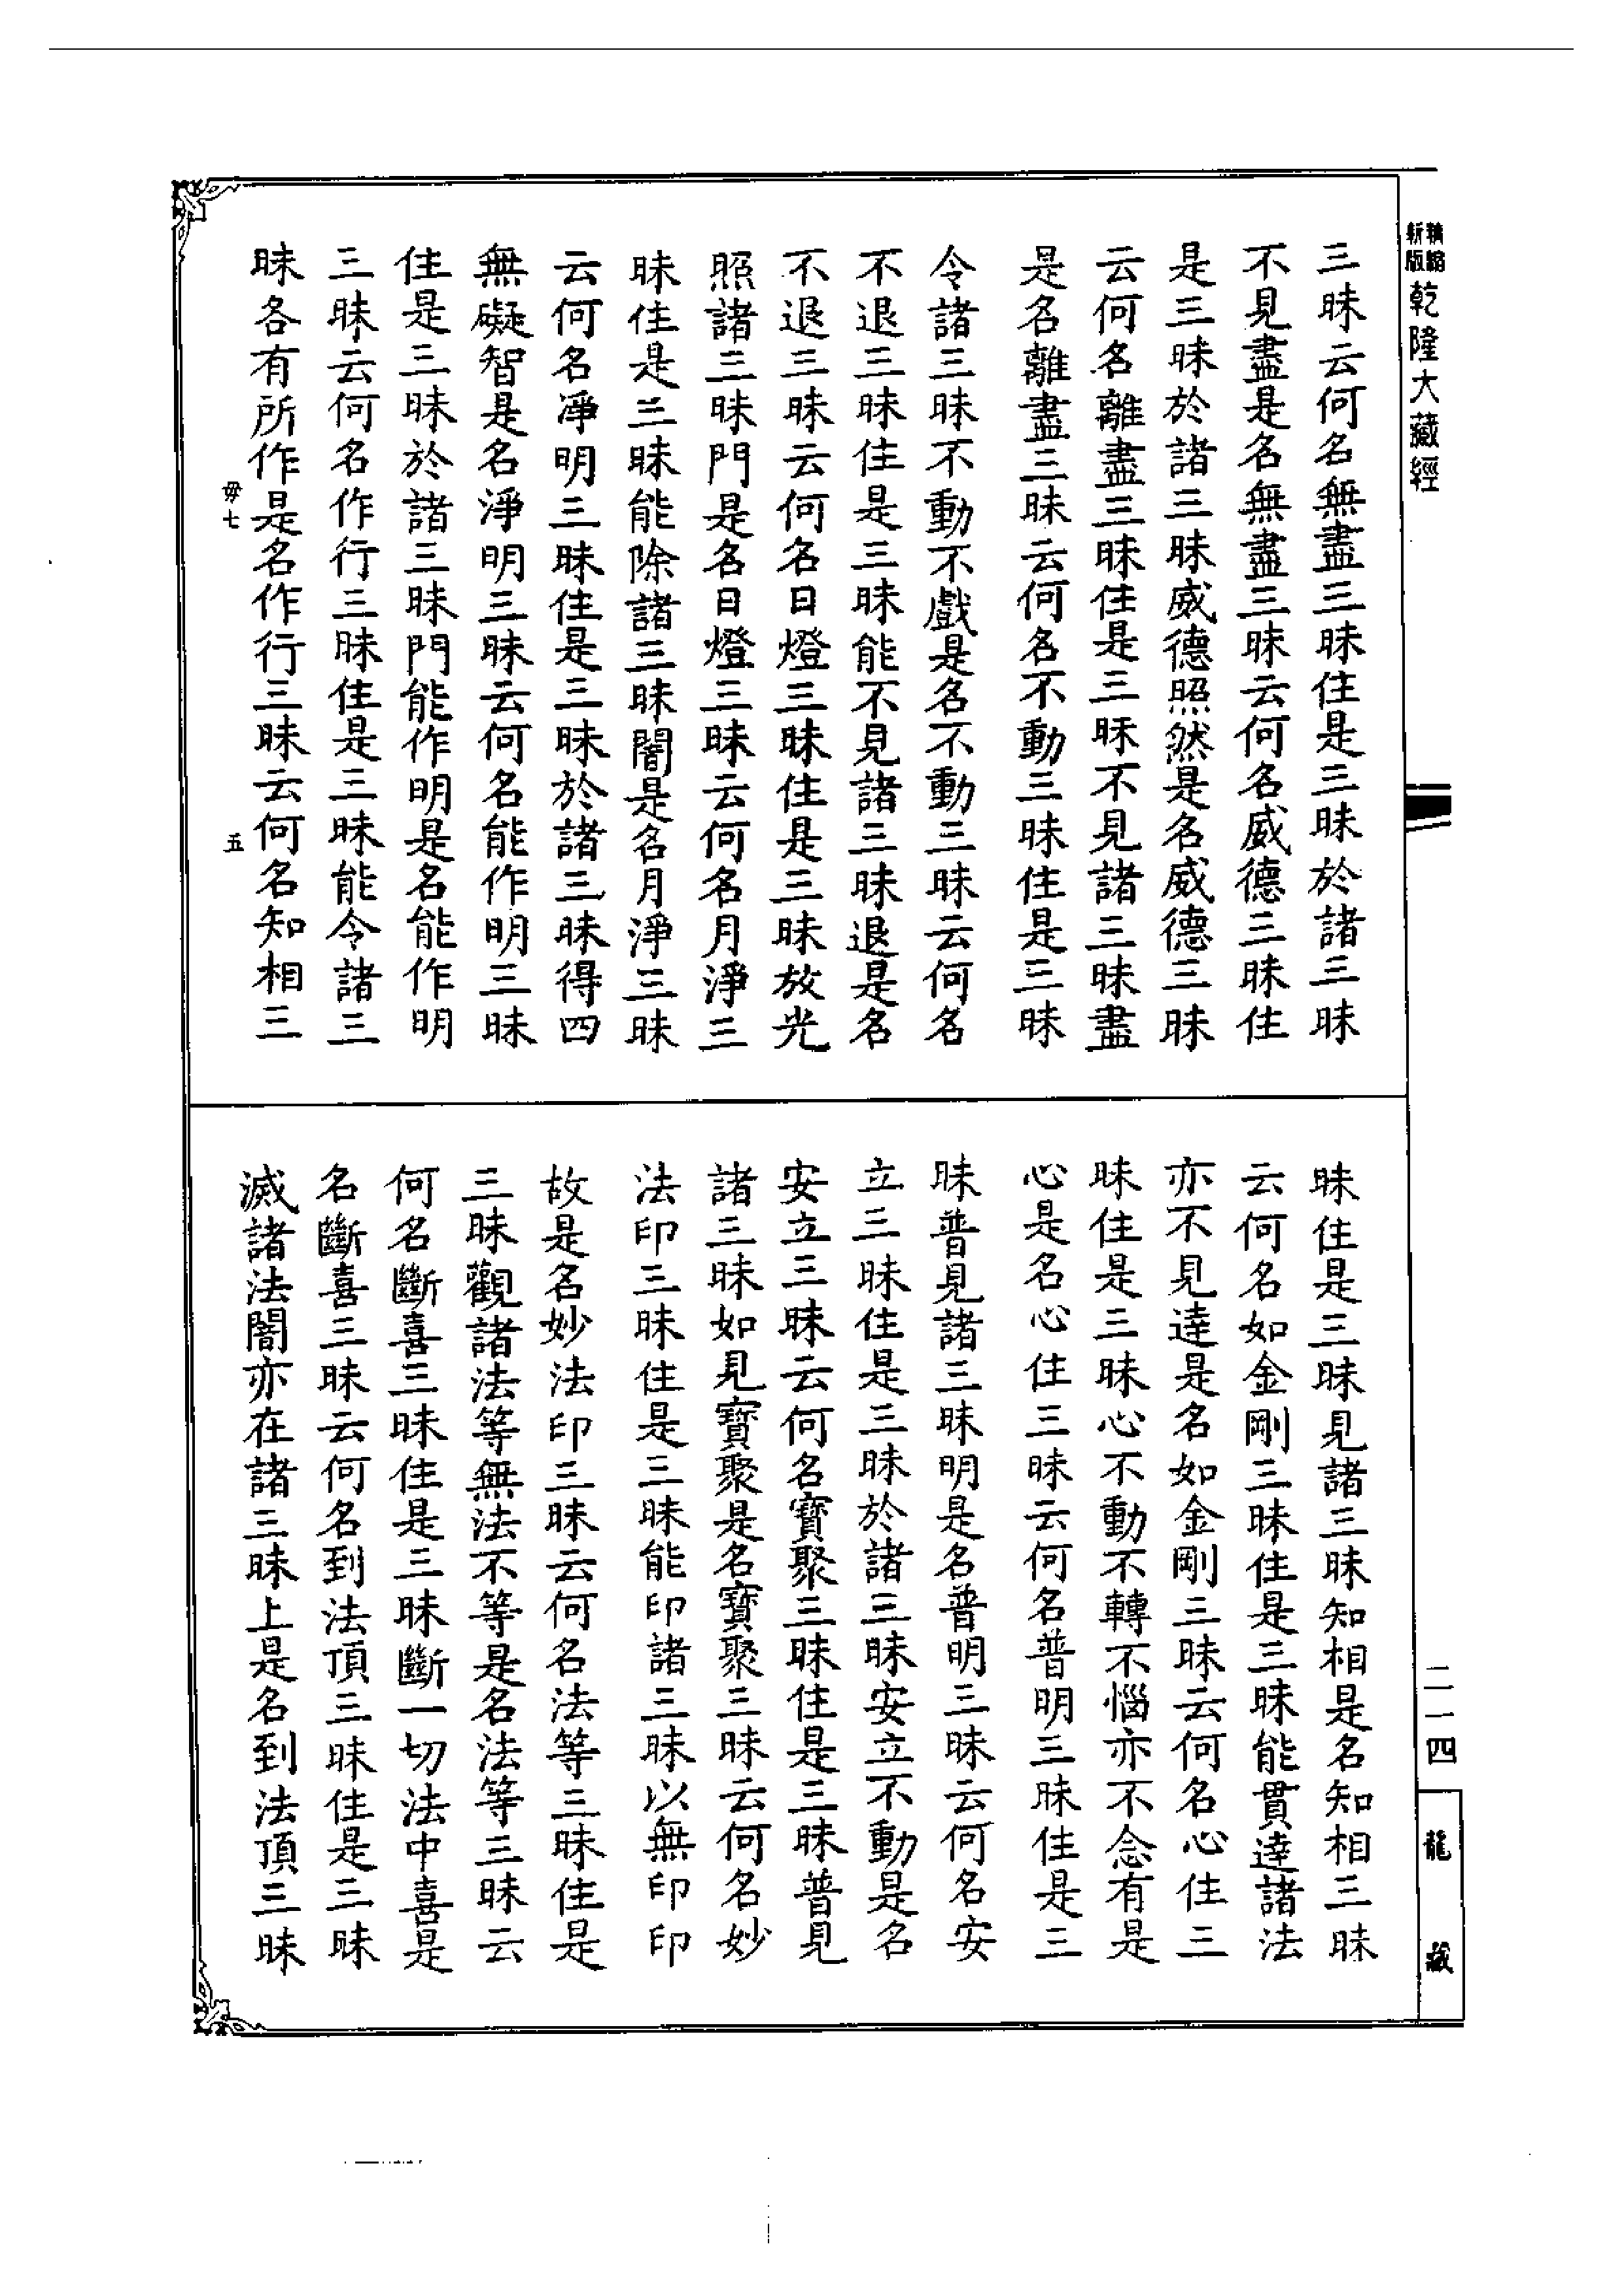 新版精縮乾隆大藏經
三昧云何名無盡三昧住是三昧於諸三昧
不見盡是名無盡三昧云何名威德三昧住
是三昧於諸三昧威德照然是名威德三昧
云何名離盡三昧住是三昧不見諸三昧盡
是名離盡三昧云何名不動三昧住是三昧
令諸三昧不動不戲是名不動三昧云何名
不退三昧住是三昧能不見諸三昧退是名
不退三昧云何名日燈三昧住是三昧放光
照諸三昧門是名日燈三昧云何名月淨三
昧住是三昧能除諸三昧闇是名月淨三昧
云何名淨明三昧住是三昧於諸三昧得四
無礙智是名淨明三昧云何名能作明三昧
住是三昧於諸三昧門能作明是名能作明
三昧云何名作行三昧住是三昧能令諸三
昧各有所作是名作行三昧云何名知相三
毋七
五
昧住是三昧見諸三昧知相是名知相三昧
云何名如金剛三昧住是三昧能貫達諸法
亦不見達是名如金剛三昧云何名心住三
昧住是三昧心不動不轉不惱亦不念有是
心是名心住三昧云何名普明三昧住是三
昧普見諸三昧明是名普明三昧云何名安
立三昧住是三昧於諸三昧安立不動是名
安立三昧云何名寶聚三昧住是三昧普見
諸三昧如見寶聚是名寶聚三昧云何名妙
法印三昧住是三昧能印諸三昧以無印印
故是名妙法印三昧云何名法等三昧住是
三昧觀諸法等無法不等是名法等三昧云
何名斷喜三昧住是三昧斷一切法中喜是
名斷喜三昧云何名到法頂三昧住是三昧
滅諸法闇亦在諸三昧上是名到法頂三昧
二一四
龍藏